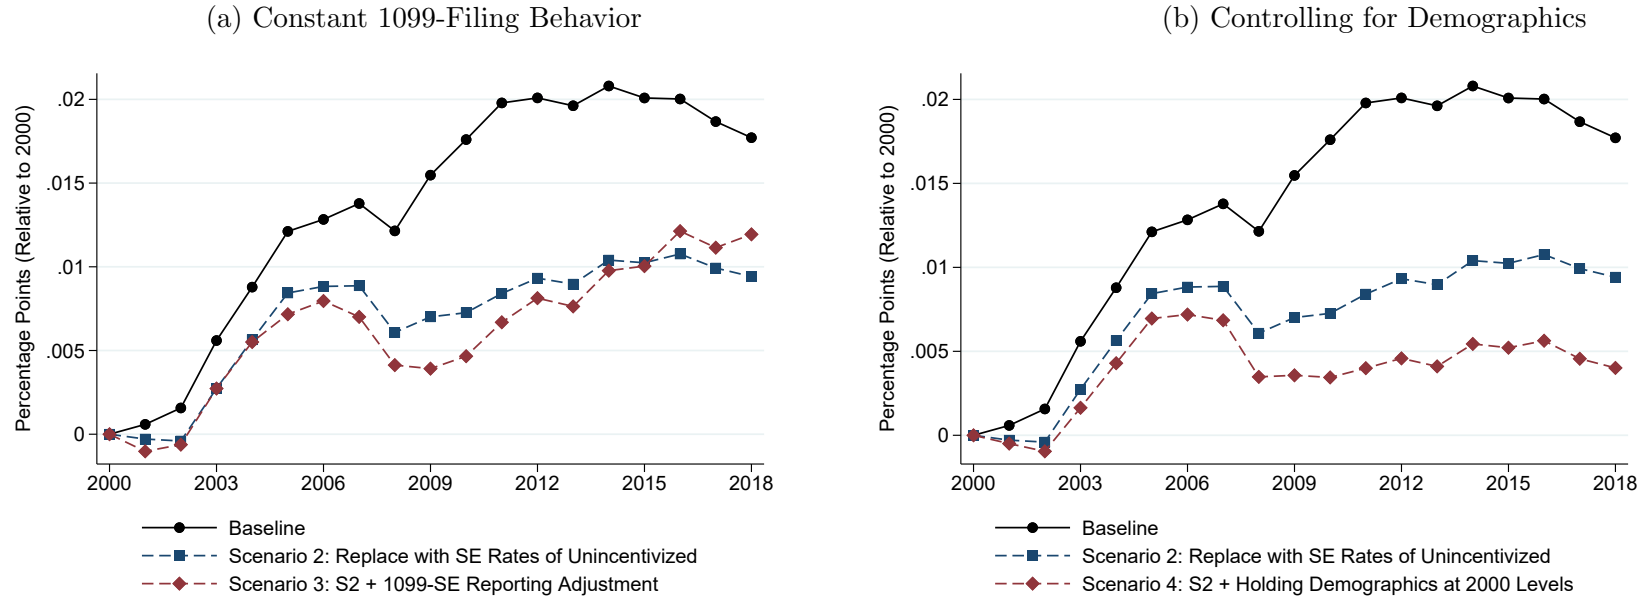 (a) Constant 1099-Filing Behavior
Percentage Points (Relative to 2000)
.02
.015
.01
.005
0
2000 2003 2006 2009 2012 2015 2018
Baseline
Scenario 2: Replace with SE Rates of Unincentivized
Scenario 3: S2 + 1099-SE Reporting Adjustment
(b) Controlling for Demographics
Percentage Points (Relative to 2000)
.02
.015
.01
.005
0
2000 2003 2006 2009 2012 2015 2018
Baseline
Scenario 2: Replace with SE Rates of Unincentivized
Scenario 4: S2 + Holding Demographics at 2000 Levels